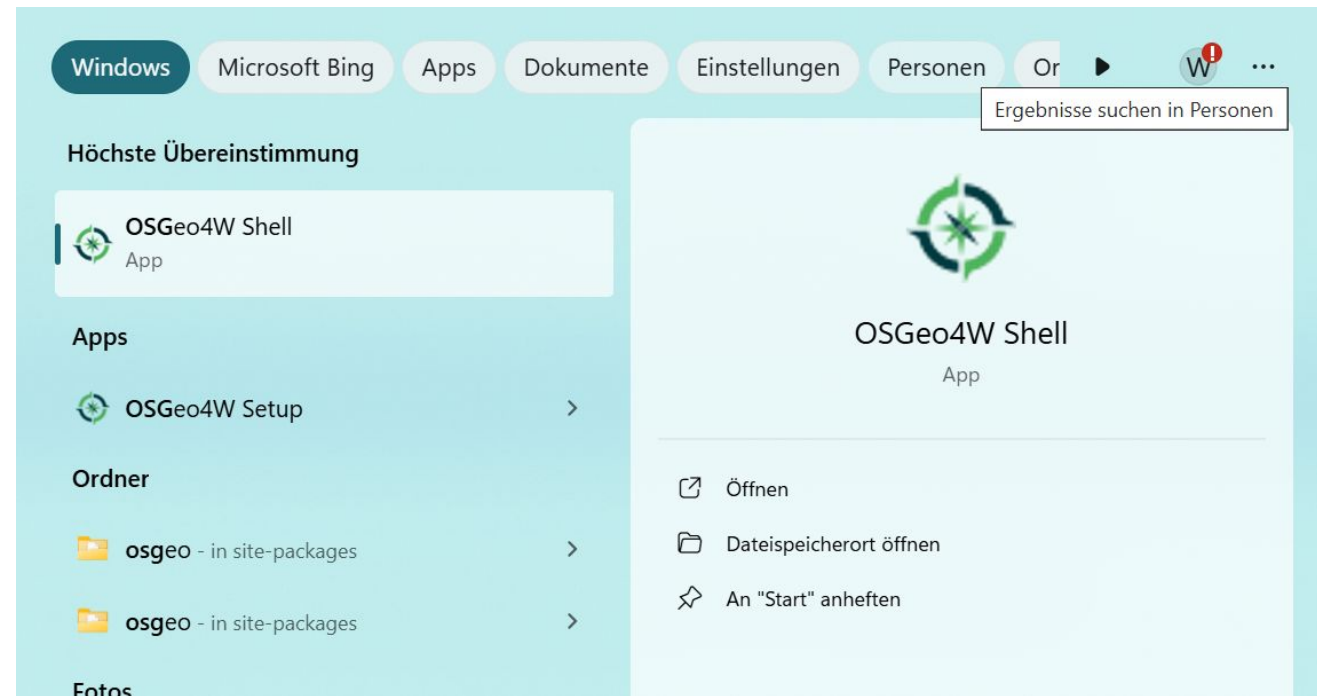 Windows Microsoft Bing Apps Dokumente Einstellungen Personen Or W ...
Ergebnisse suchen in Personen
Höchste Übereinstimmung
OSGeo4W Shell
App
Apps
OSGeo4W Setup
Ordner
osgeo - in site-packages
osgeo - in site-packages
Fotos
OSGeo4W Shell
App
Öffnen
Dateispeicherort öffnen
An "Start" anheften